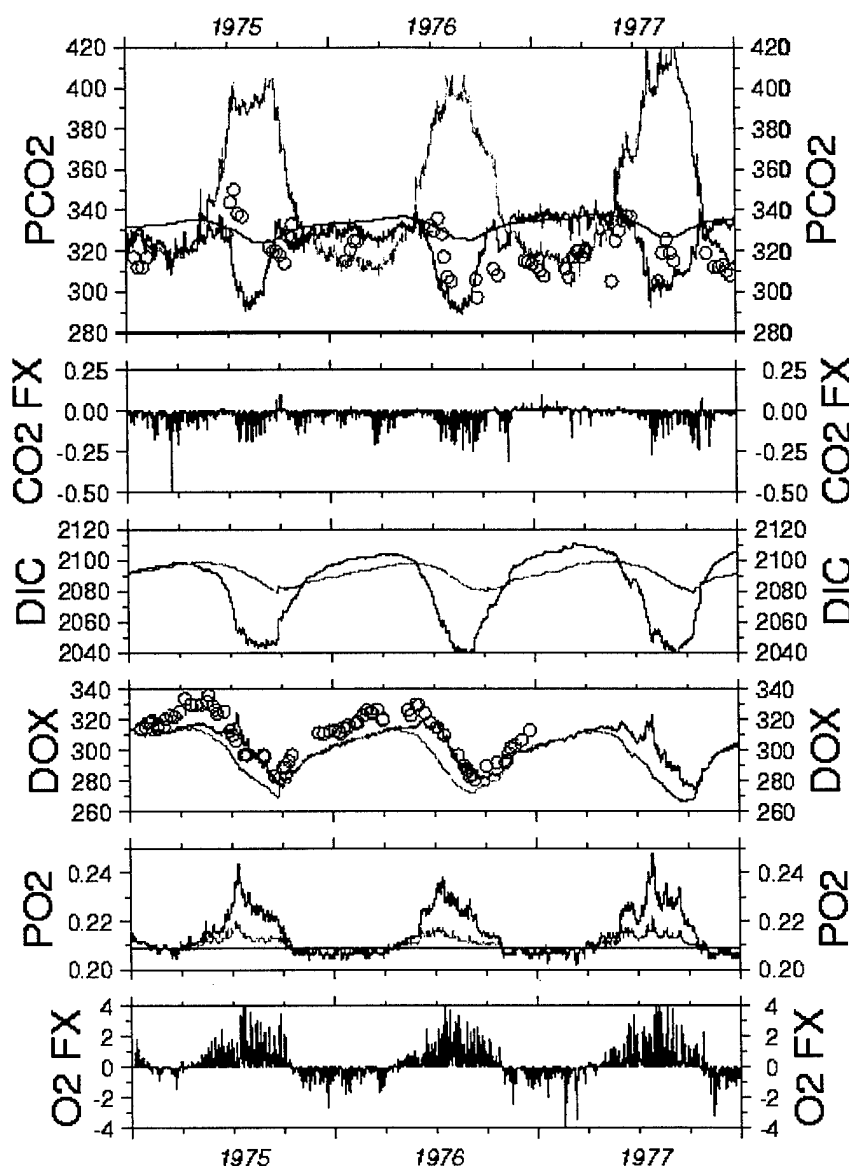 1975 1976 1977
PCO2 420 400 380 360 340 320 300 280 420 400 380 360 340 320 300 280 PCO2
CO2 FX 0.25 0.00 -0.25 -0.50 0.25 0.00 -0.25 -0.50 CO2 FX
DIC 2120 2100 2080 2060 2040 2120 2100 2080 2060 2040 DIC
DOX 340 320 300 280 260 340 320 300 280 260 DOX
PO2 0.24 0.22 0.20 0.24 0.22 0.20 PO2
O2 FX 4 2 0 -2 -4 4 2 0 -2 -4 O2 FX
1975 1976 1977